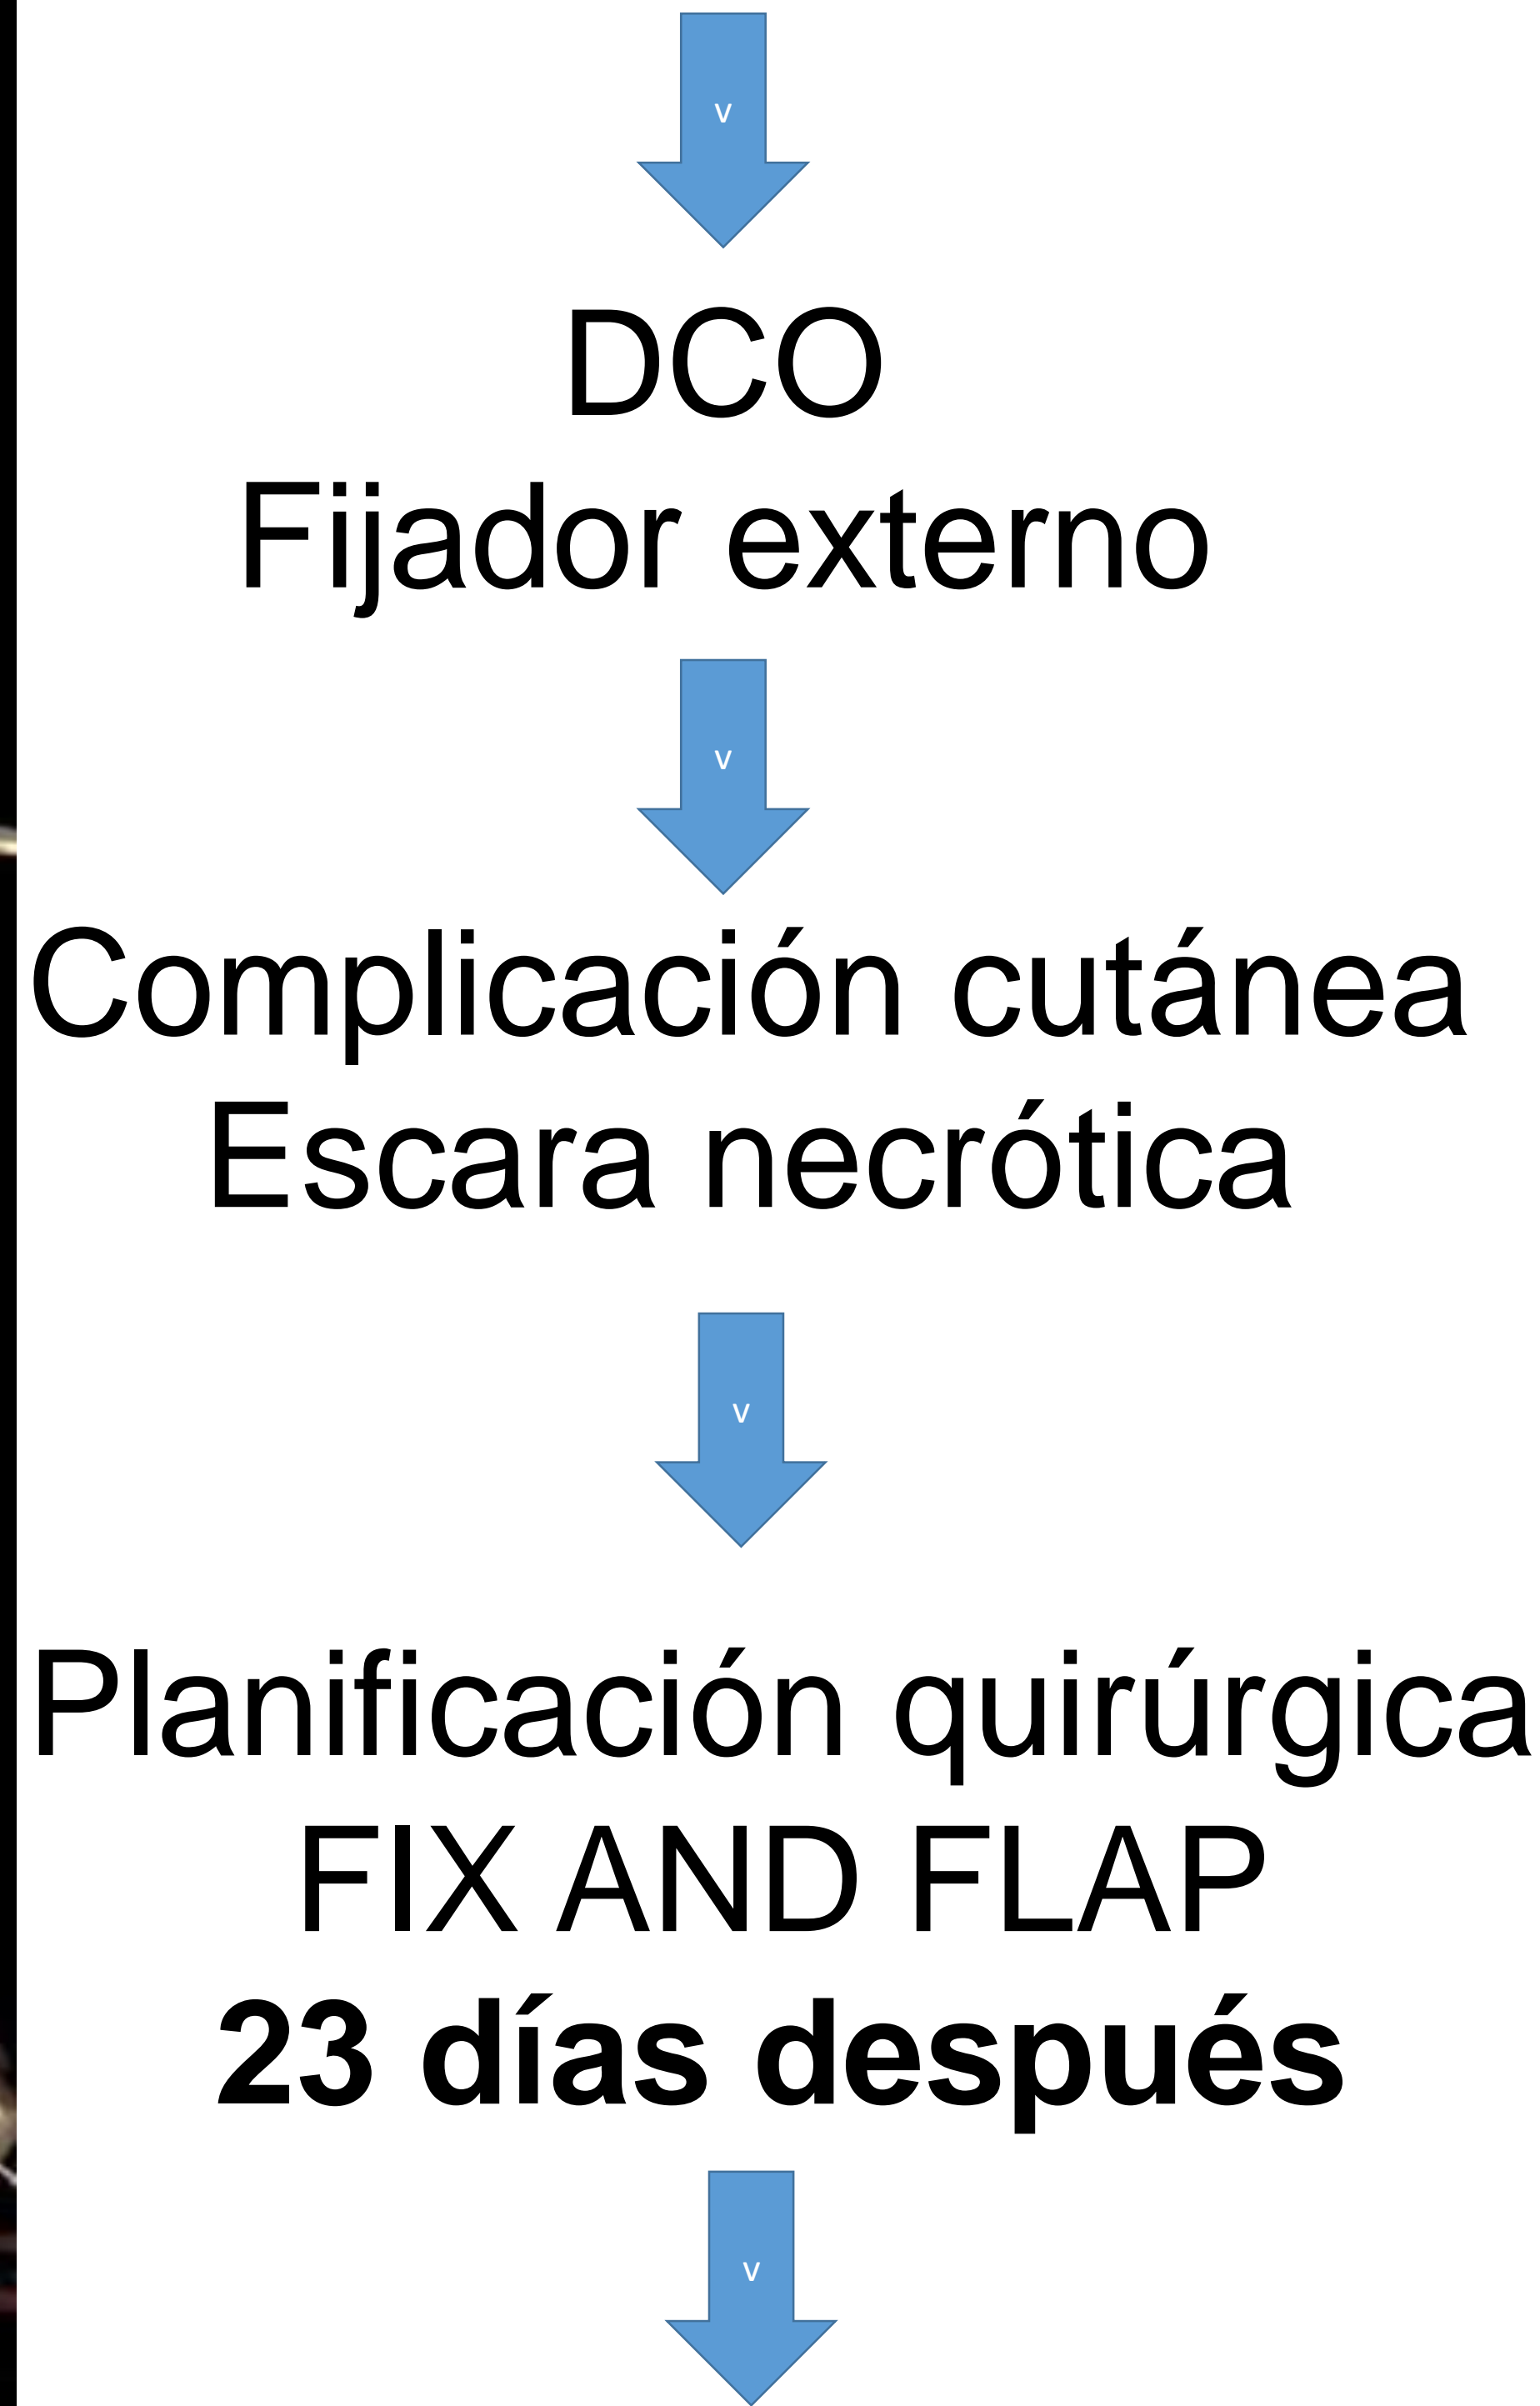 v
DCO
Fijador externo
v
Complicación cutánea
Escara necrótica
v
Planificación quirúrgica
FIX AND FLAP
23 días después
v